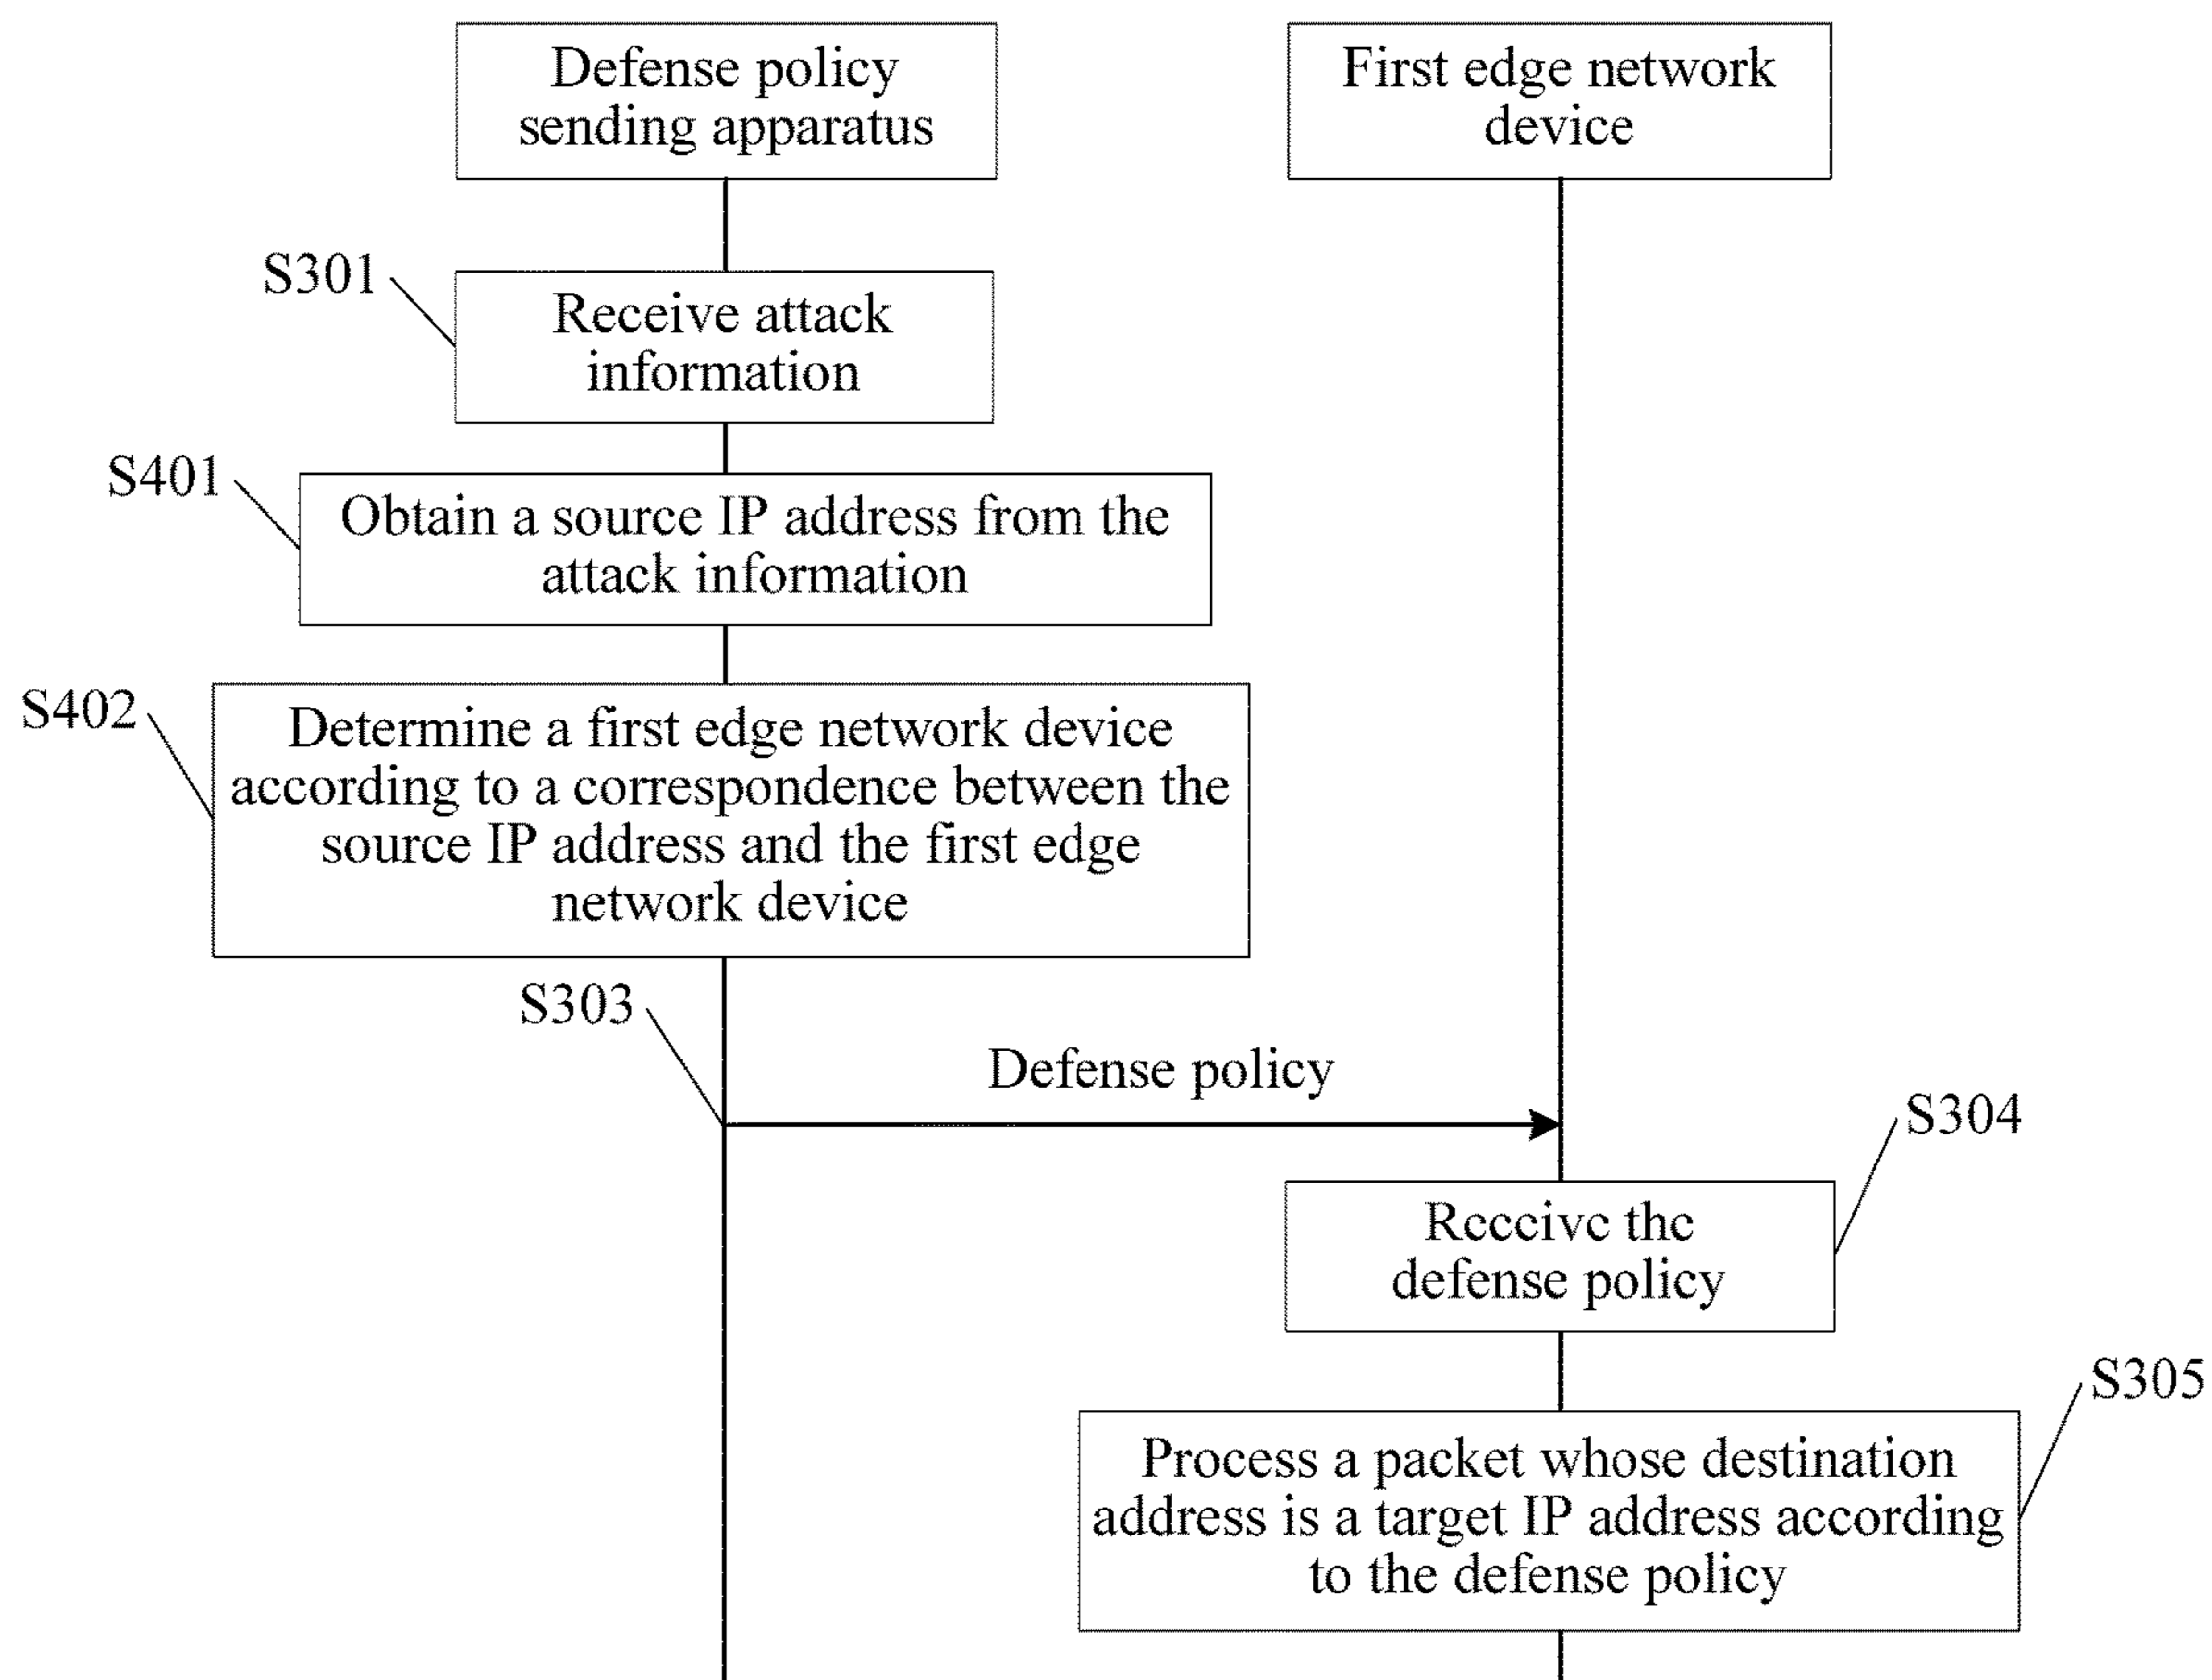 Defense policy
sending apparatus
First edge network
device
S301
Receive attack
information
S401
Obtain a source IP address from the
attack information
S402
Determine a first edge network device
according to a correspondence between the
source IP address and the first edge
network device
S303
Defense policy
S304
Receive the
defense policy
S305
Process a packet whose destination
address is a target IP address according
to the defense policy